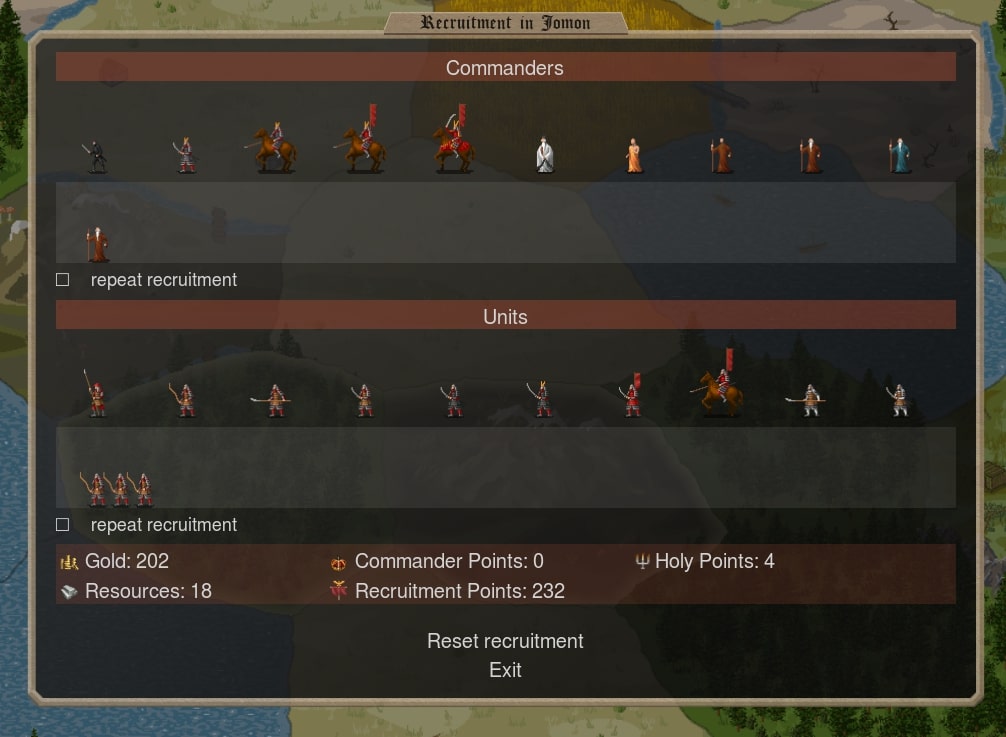 Recruitment in Jomon
Commanders
repeat recruitment
Units
repeat recruitment
Gold: 202 Commander Points: 0 Holy Points: 4
Resources: 18 Recruitment Points: 232
Reset recruitment
Exit